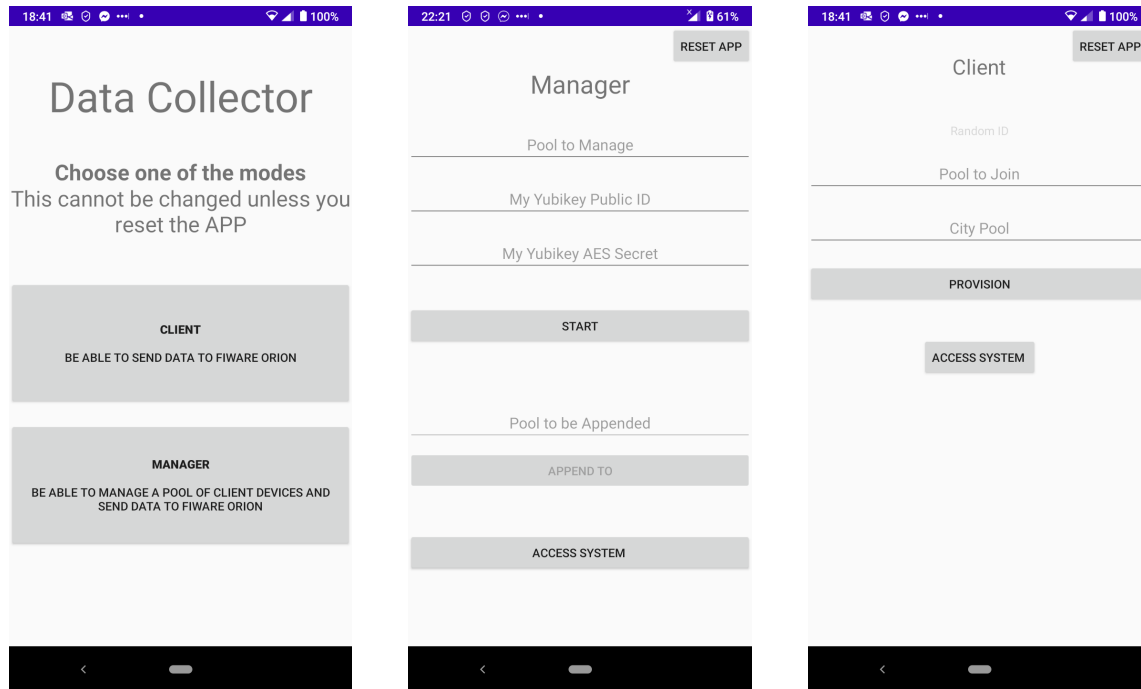 18:41
100%
Data Collector
Choose one of the modes
This cannot be changed unless you
reset the APP
CLIENT
BE ABLE TO SEND DATA TO FIWARE ORION
MANAGER
BE ABLE TO MANAGE A POOL OF CLIENT DEVICES AND
SEND DATA TO FIWARE ORION
22:21
61%
RESET APP
Manager
Pool to Manage
My Yubikey Public ID
My Yubikey AES Secret
START
Pool to be Appended
APPEND TO
ACCESS SYSTEM
18:41
100%
RESET APP
Client
Random ID
Pool to Join
City Pool
PROVISION
ACCESS SYSTEM